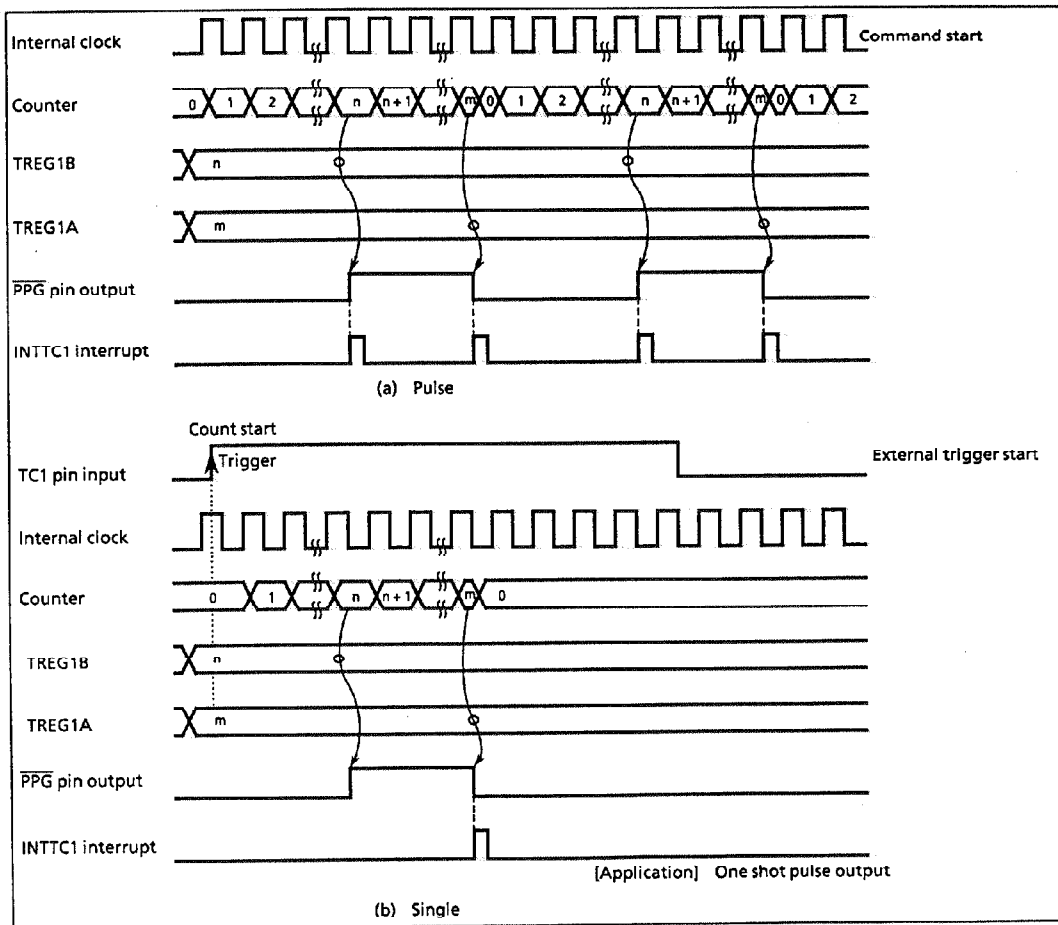 Internal clock
Command start
Counter 0 1 2 n n+1 m 0 1 2 n n+1 m 0 1 2
TREG1B n
TREG1A m
PPG pin output
INTTC1 interrupt
(a) Pulse
Count start
Trigger
TC1 pin input
External trigger start
Internal clock
Counter 0 1 n n+1 m 0
TREG1B n
TREG1A m
PPG pin output
INTTC1 interrupt
[Application] One shot pulse output
(b) Single